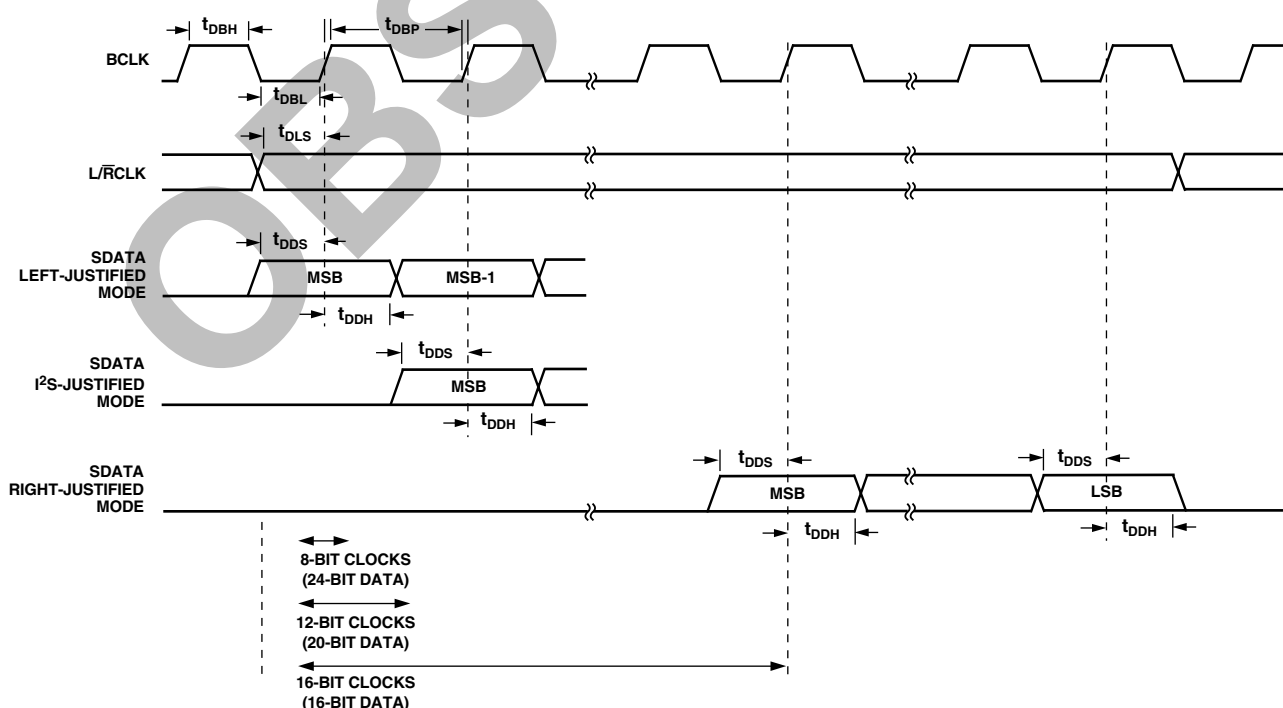 tDBH
tDBP
BCLK
tDBL
tDLS
L/R̅CLK
tDDS
SDATA
LEFT-JUSTIFIED
MODE
MSB
MSB-1
tDDH
tDDS
SDATA
I²S-JUSTIFIED
MODE
MSB
tDDH
SDATA
RIGHT-JUSTIFIED
MODE
tDDS
tDDS
MSB
LSB
tDDH
tDDH
8-BIT CLOCKS
(24-BIT DATA)
12-BIT CLOCKS
(20-BIT DATA)
16-BIT CLOCKS
(16-BIT DATA)
OBS